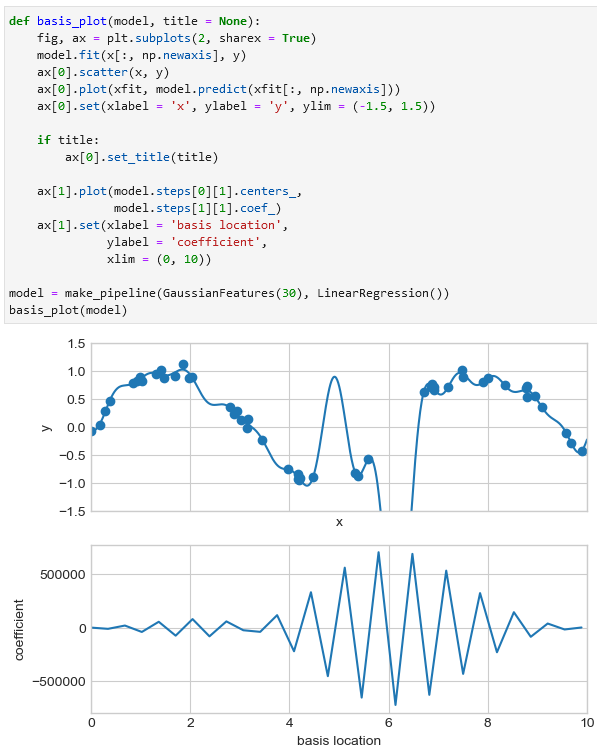 def basis_plot(model, title = None):
    fig, ax = plt.subplots(2, sharex = True)
    model.fit(x[:, np.newaxis], y)
    ax[0].scatter(x, y)
    ax[0].plot(xfit, model.predict(xfit[:, np.newaxis]))
    ax[0].set(xlabel = 'x', ylabel = 'y', ylim = (-1.5, 1.5))

    if title:
        ax[0].set_title(title)

    ax[1].plot(model.steps[0][1].centers_,
               model.steps[1][1].coef_)
    ax[1].set(xlabel = 'basis location',
              ylabel = 'coefficient',
              xlim = (0, 10))

model = make_pipeline(GaussianFeatures(30), LinearRegression())
basis_plot(model)
1.5
1.0
0.5
0.0
−0.5
−1.0
−1.5
y
x
500000
0
−500000
coefficient
0 2 4 6 8 10
basis location